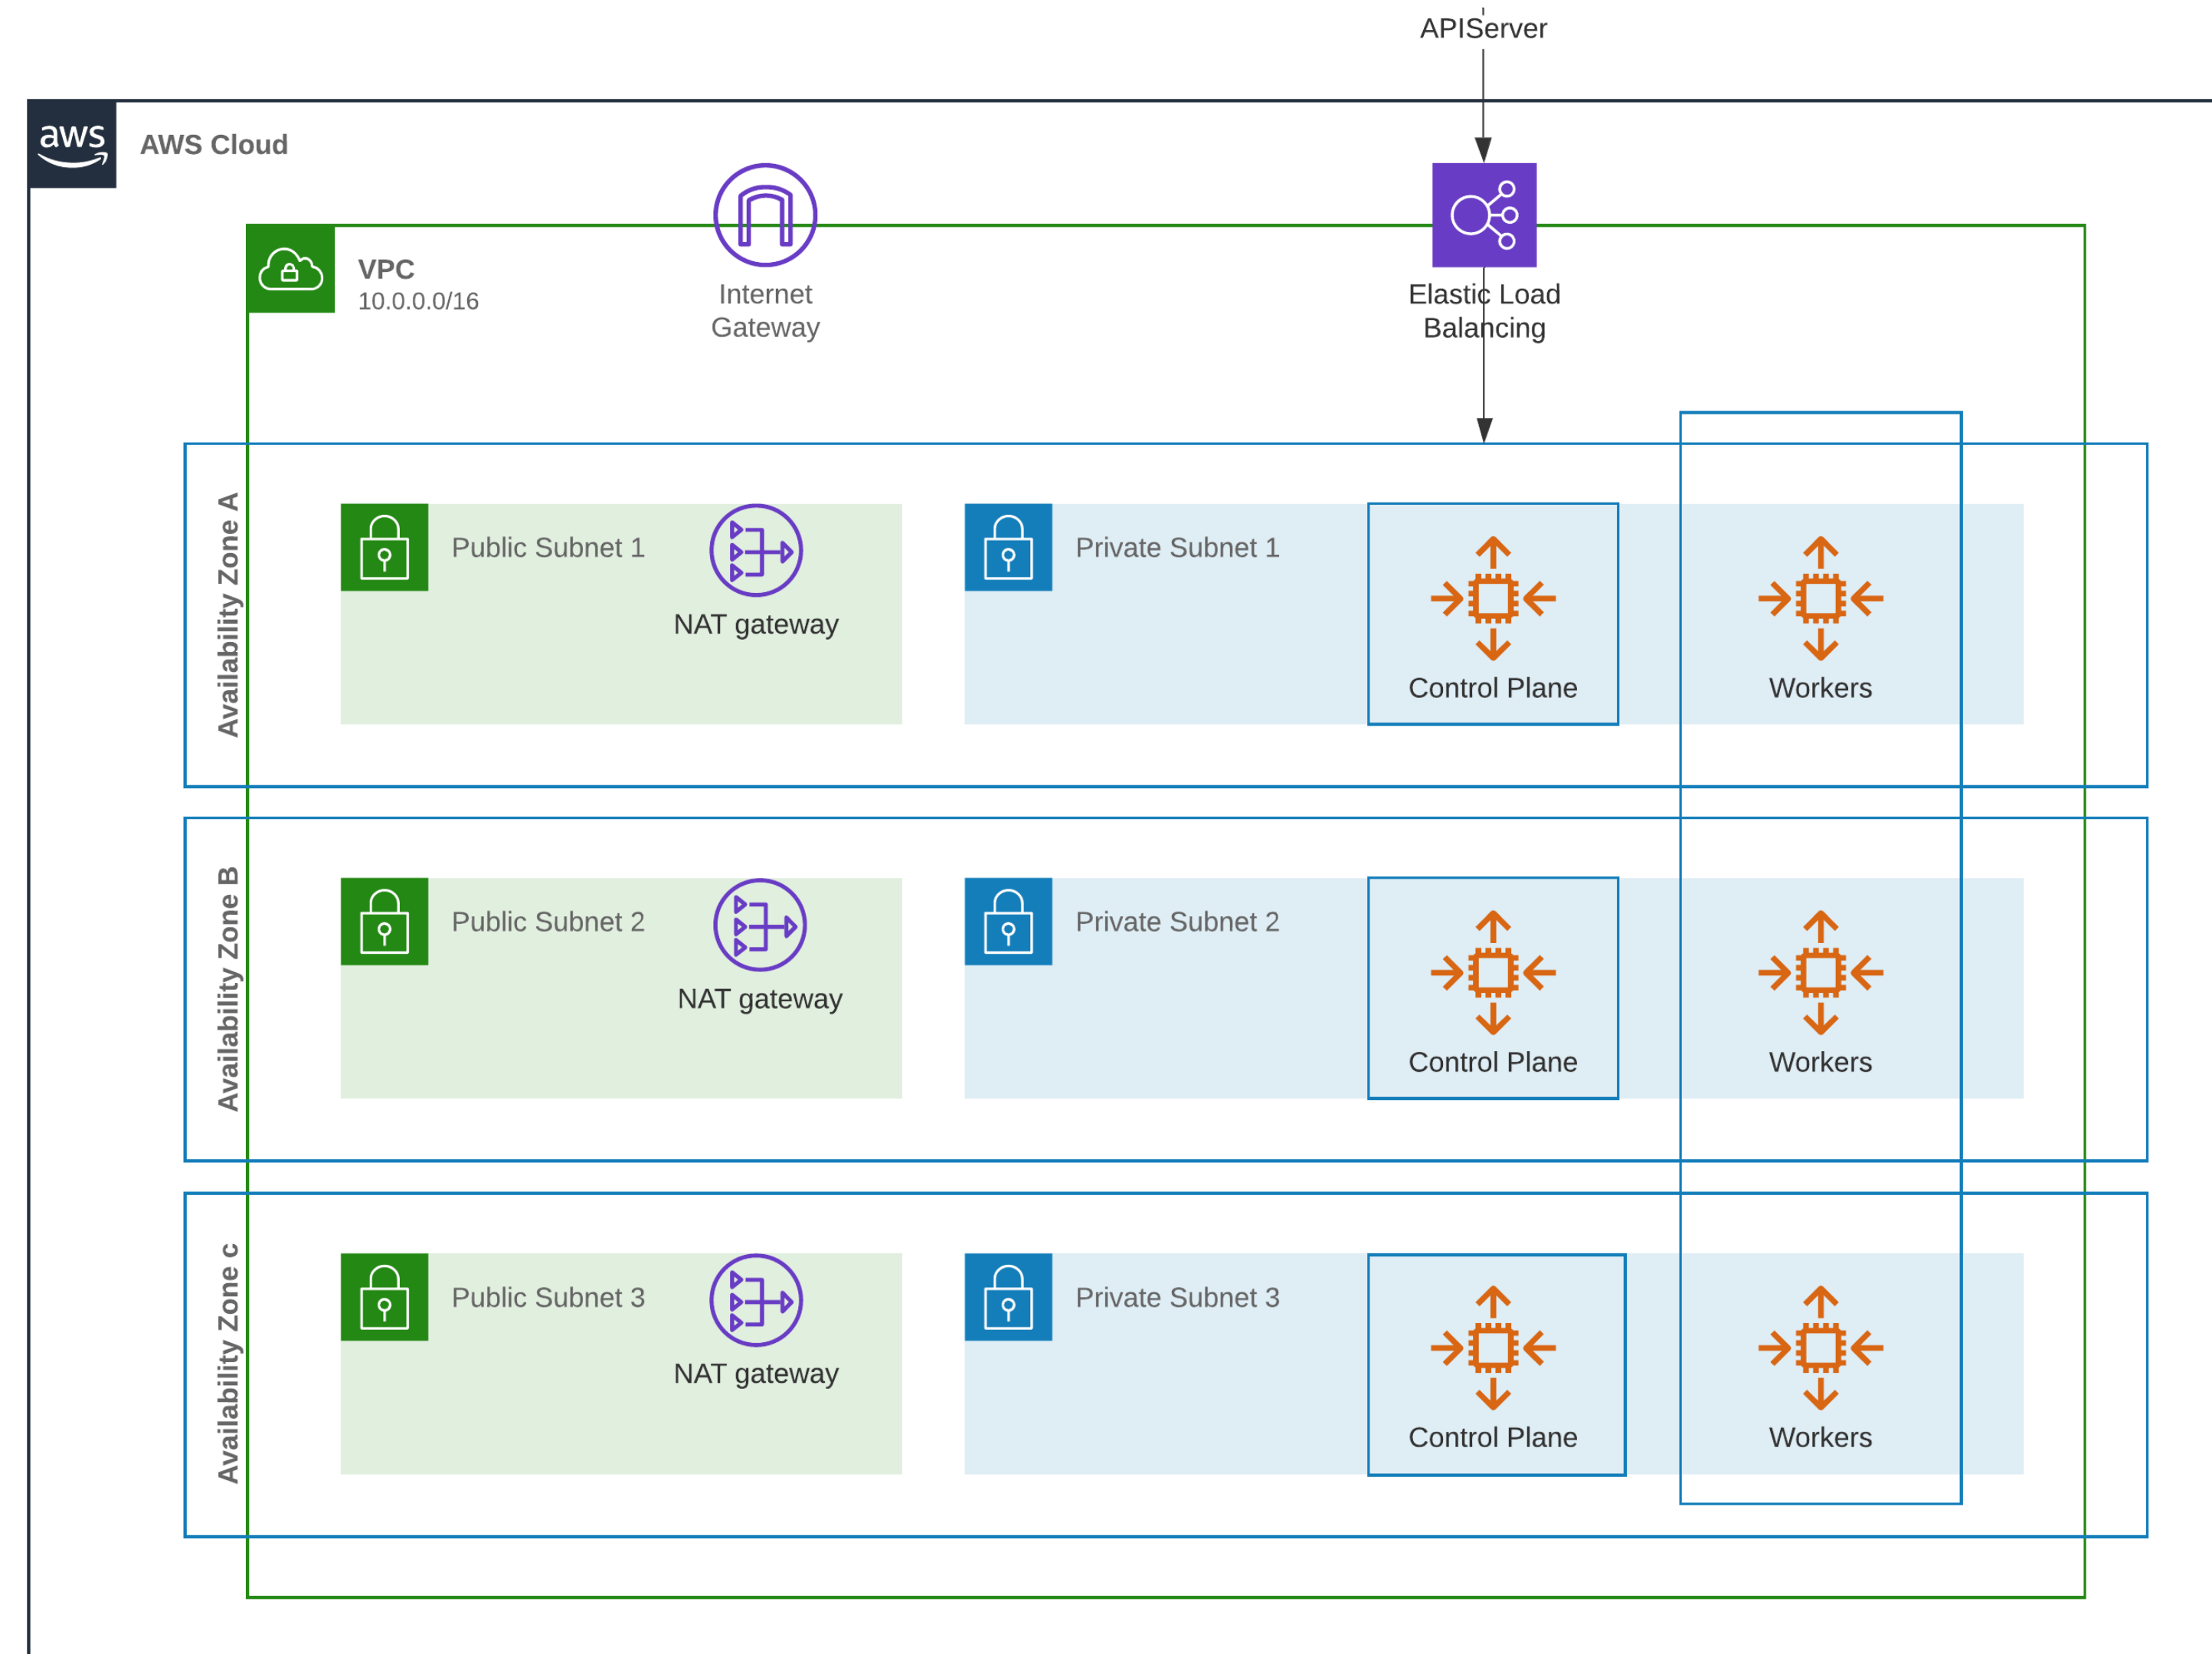 APIServer
aws
AWS Cloud
VPC
10.0.0.0/16
Internet
Gateway
Elastic Load
Balancing
Availability Zone A
Public Subnet 1
NAT gateway
Private Subnet 1
Control Plane
Workers
Availability Zone B
Public Subnet 2
NAT gateway
Private Subnet 2
Control Plane
Workers
Availability Zone c
Public Subnet 3
NAT gateway
Private Subnet 3
Control Plane
Workers